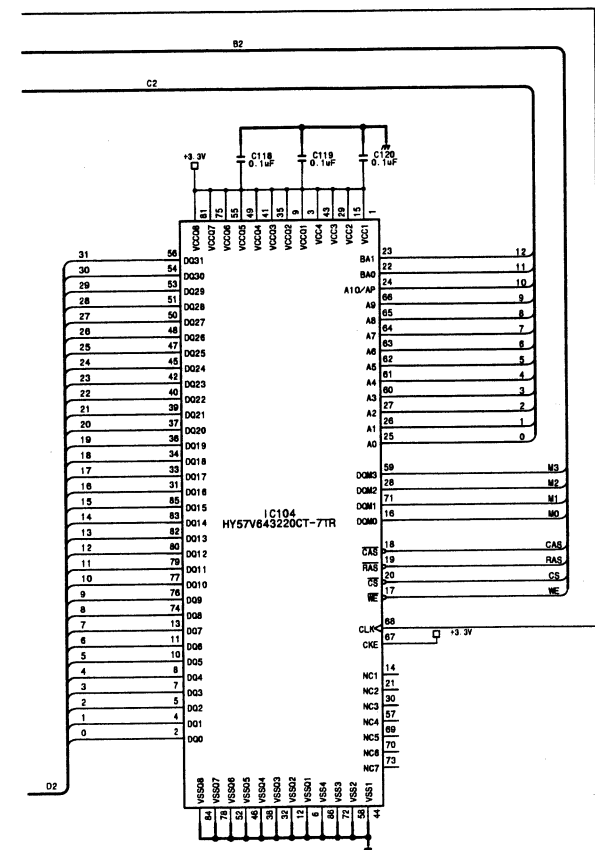 B2
C2
+3.3V
C118
0.1uF
C119
0.1uF
C120
0.1uF
81 75 55 49 41 35 9 3 43 29 15 1
VCCQ8 VCCQ7 VCCQ6 VCCQ5 VCCQ4 VCCQ3 VCCQ2 VCCQ1 VCC4 VCC3 VCC2 VCC1
31 56 DQ31
30 54 DQ30
29 53 DQ29
28 51 DQ28
27 50 DQ27
26 48 DQ26
25 47 DQ25
24 45 DQ24
23 42 DQ23
22 40 DQ22
21 39 DQ21
20 37 DQ20
19 36 DQ19
18 34 DQ18
17 33 DQ17
16 31 DQ16
15 85 DQ15
14 83 DQ14
13 82 DQ13
12 80 DQ12
11 79 DQ11
10 77 DQ10
9 76 DQ9
8 74 DQ8
7 13 DQ7
6 11 DQ6
5 10 DQ5
4 8 DQ4
3 7 DQ3
2 5 DQ2
1 4 DQ1
0 2 DQ0
D2
IC104
HY57V643220CT-7TR
BA1 23 12
BA0 22 11
A10/AP 24 10
A9 66 9
A8 65 8
A7 64 7
A6 63 6
A5 62 5
A4 61 4
A3 60 3
A2 27 2
A1 26 1
A0 25 0
DQM3 59 M3
DQM2 28 M2
DQM1 71 M1
DQM0 16 M0
CAS 18 CAS
RAS 19 RAS
CS 20 CS
WE 17 WE
CLK 68
CKE 67 +3.3V
NC1 14
NC2 21
NC3 30
NC4 57
NC5 69
NC6 70
NC7 73
VSSQ8 VSSQ7 VSSQ6 VSSQ5 VSSQ4 VSSQ3 VSSQ2 VSSQ1 VSS4 VSS3 VSS2 VSS1
84 78 52 46 38 32 12 6 86 72 58 44